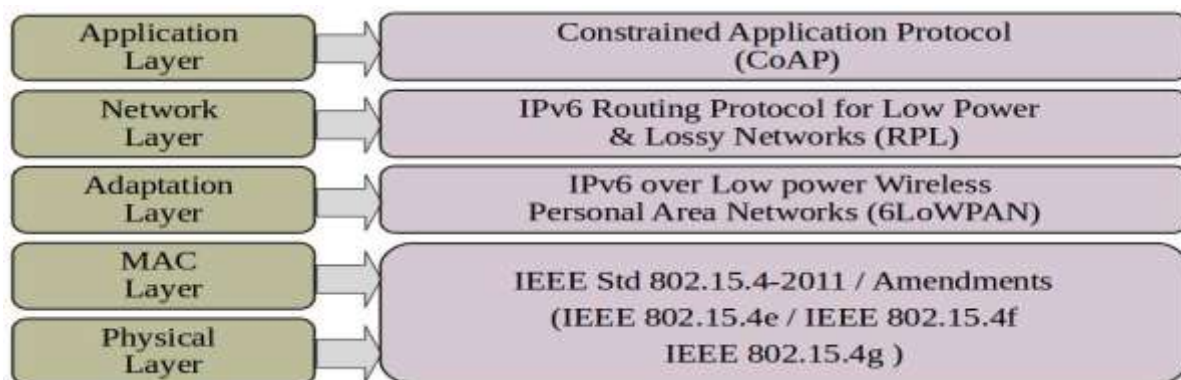 Application
Layer
Constrained Application Protocol
(CoAP)
Network
Layer
IPv6 Routing Protocol for Low Power
& Lossy Networks (RPL)
Adaptation
Layer
IPv6 over Low power Wireless
Personal Area Networks (6LoWPAN)
MAC
Layer
Physical
Layer
IEEE Std 802.15.4-2011 / Amendments
(IEEE 802.15.4e / IEEE 802.15.4f
IEEE 802.15.4g )